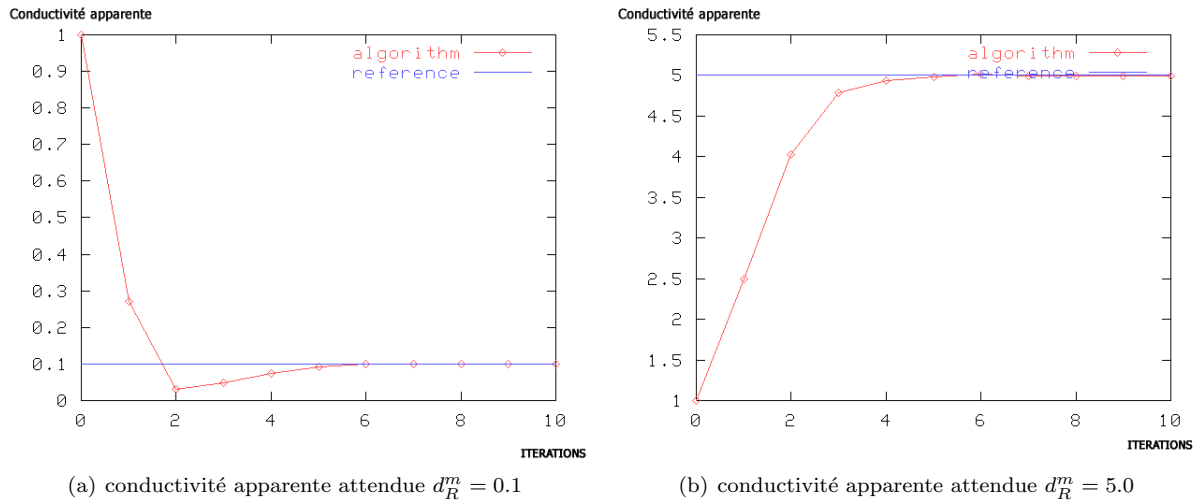 Conductivité apparente
1
0.9
0.8
0.7
0.6
0.5
0.4
0.3
0.2
0.1
0
0 2 4 6 8 10
algorithm
reference
ITERATIONS
(a) conductivité apparente attendue $d_R^m = 0.1$
Conductivité apparente
5.5
5
4.5
4
3.5
3
2.5
2
1.5
1
0 2 4 6 8 10
algorithm
reference
ITERATIONS
(b) conductivité apparente attendue $d_R^m = 5.0$